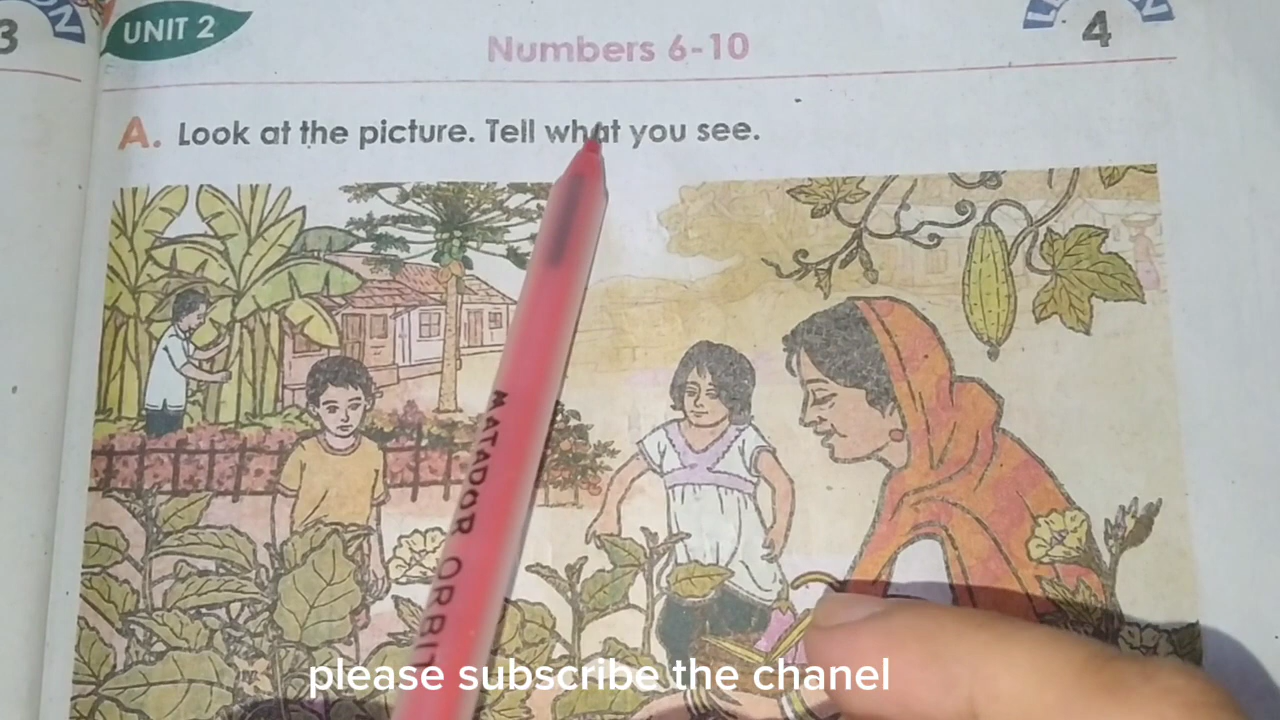 3
UNIT 2
Numbers 6-10
4
A. Look at the picture. Tell what you see.
MATADOR ORBIT
please subscribe the chanel